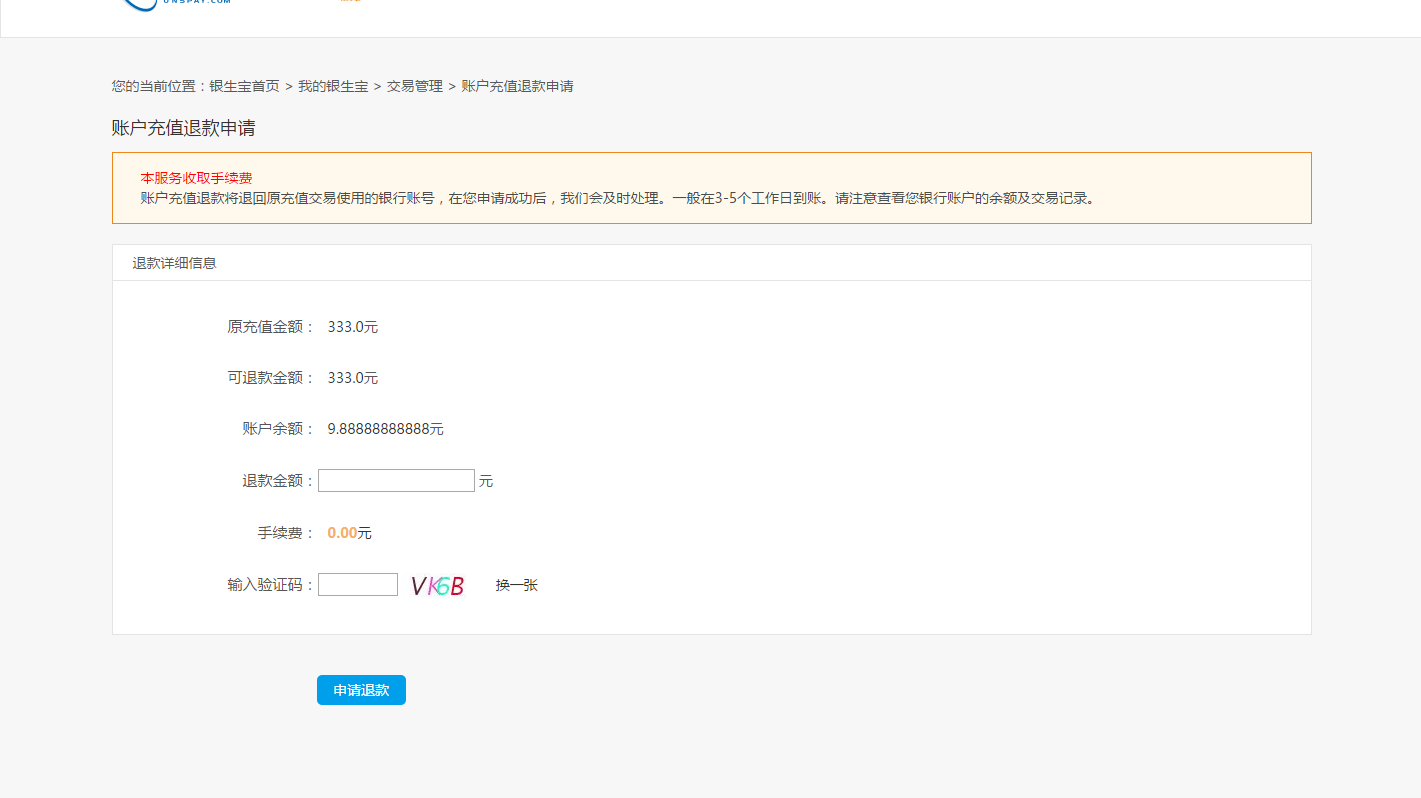 UNSPAY.COM
您的当前位置：银生宝首页 > 我的银生宝 > 交易管理 > 账户充值退款申请
账户充值退款申请
本服务收取手续费
账户充值退款将退回原充值交易使用的银行账号，在您申请成功后，我们会及时处理。一般在3-5个工作日到账。请注意查看您银行账户的余额及交易记录。
退款详细信息
原充值金额： 333.0元
可退款金额： 333.0元
账户余额： 9.88888888888元
退款金额： 元
手续费： 0.00元
输入验证码： VK6B 换一张
申请退款